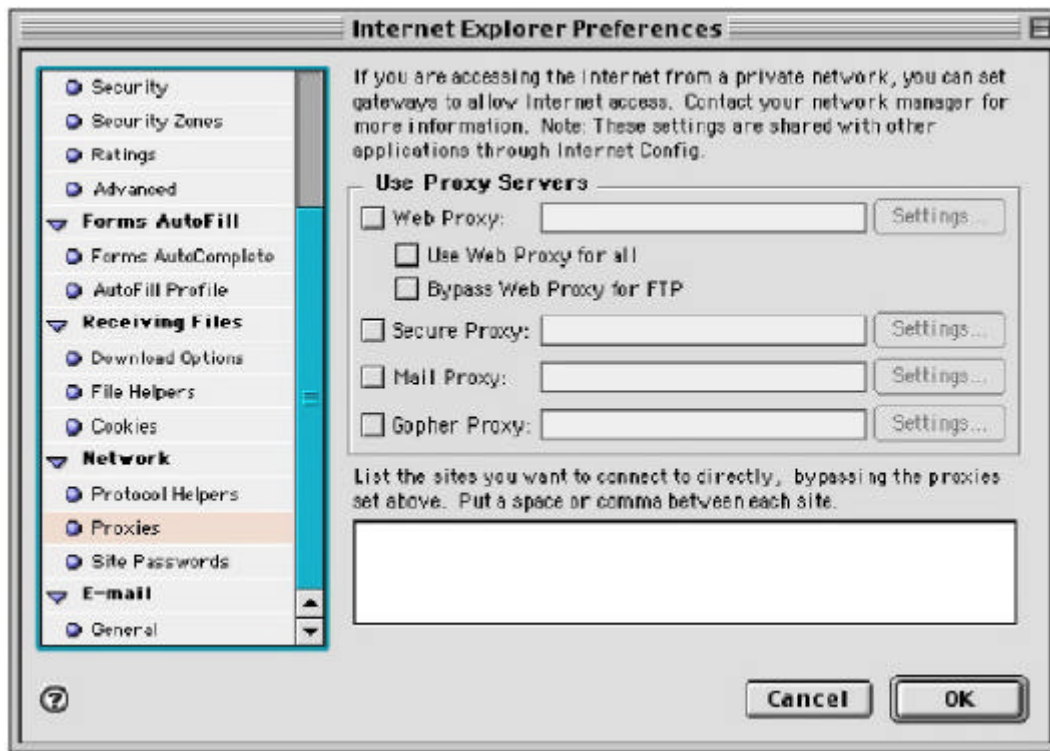 Internet Explorer Preferences
Security
Security Zones
Ratings
Advanced
Forms AutoFill
Forms AutoComplete
AutoFill Profile
Receiving Files
Download Options
File Helpers
Cookies
Network
Protocol Helpers
Proxies
Site Passwords
E-mail
General
If you are accessing the Internet from a private network, you can set
gateways to allow Internet access. Contact your network manager for
more information. Note: These settings are shared with other
applications through Internet Config.
Use Proxy Servers
Web Proxy: Settings...
Use Web Proxy for all
Bypass Web Proxy for FTP
Secure Proxy: Settings...
Mail Proxy: Settings...
Gopher Proxy: Settings...
List the sites you want to connect to directly, bypassing the proxies
set above. Put a space or comma between each site.
?
Cancel OK